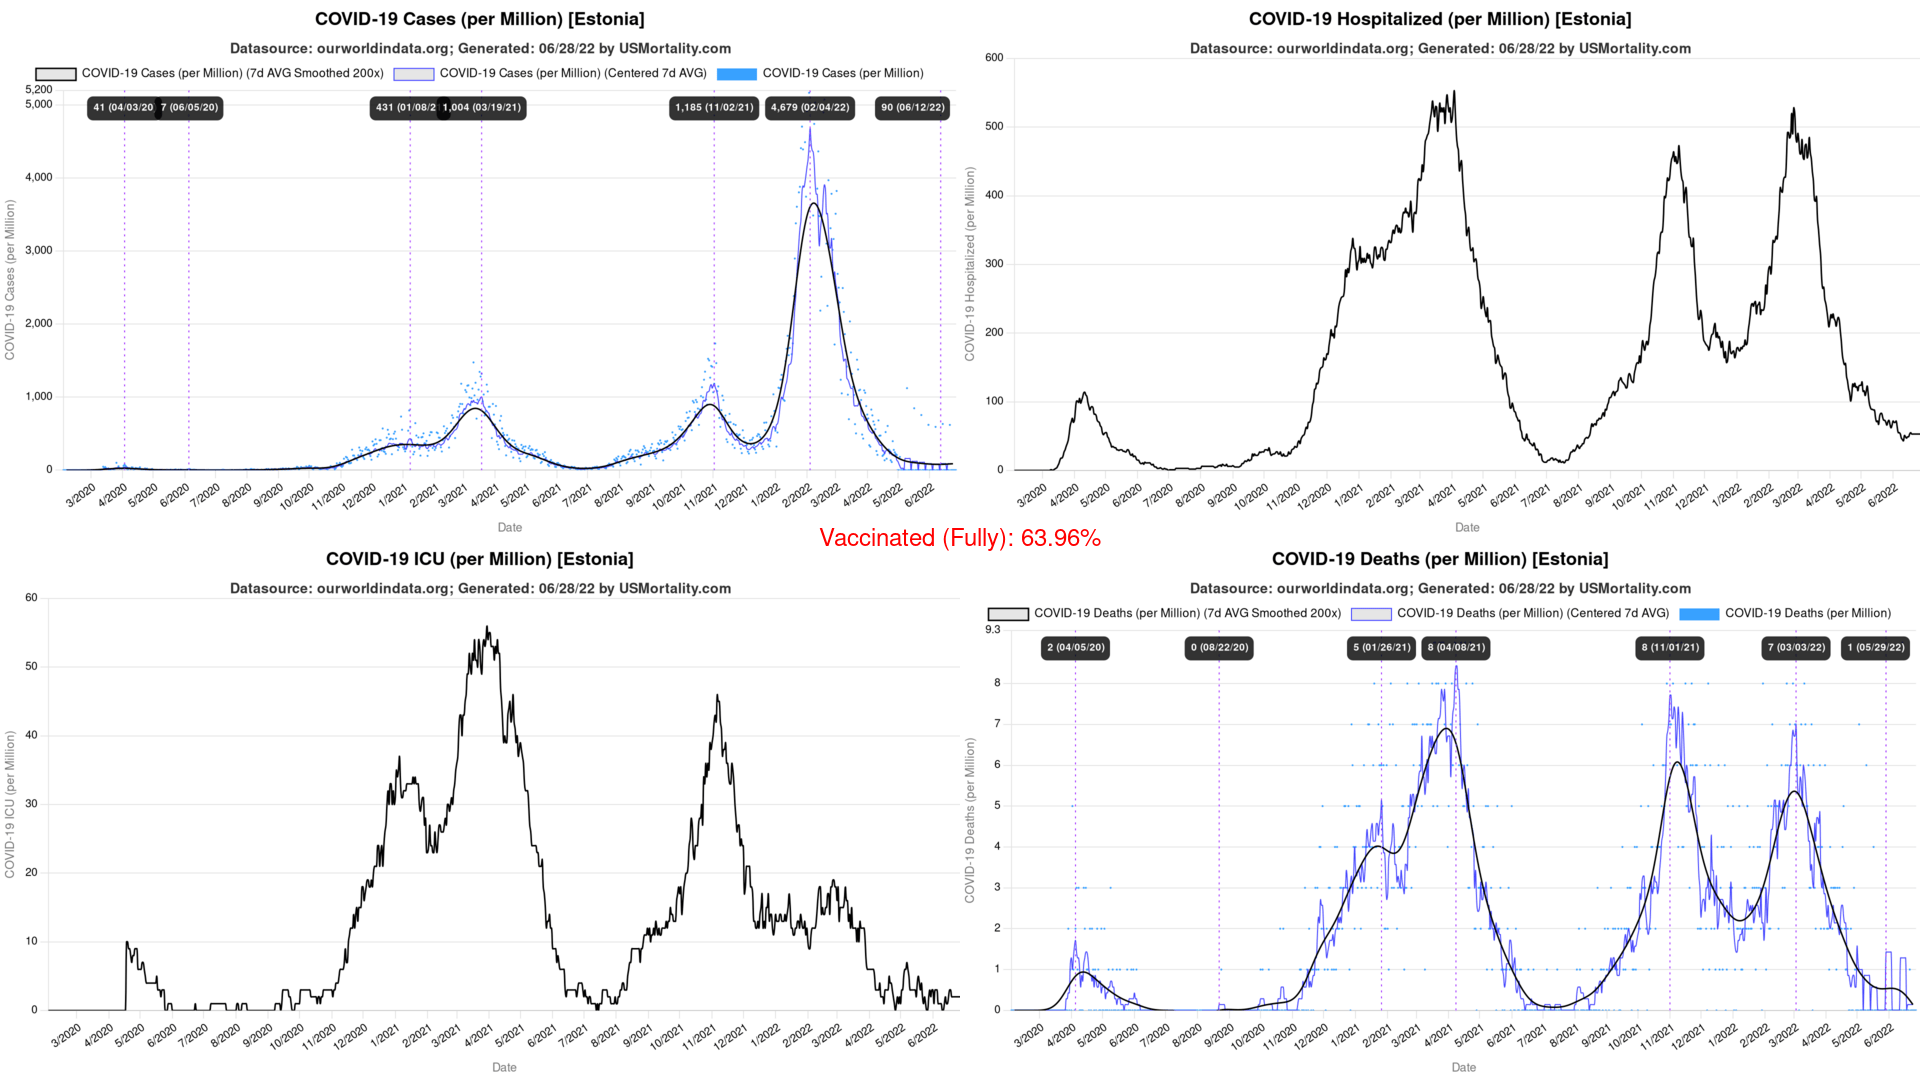 COVID-19 Cases (per Million) [Estonia]
Datasource: ourworldindata.org; Generated: 06/28/22 by USMortality.com
COVID-19 Cases (per Million) (7d AVG Smoothed 200x) COVID-19 Cases (per Million) (Centered 7d AVG) COVID-19 Cases (per Million)
41 (04/03/20 7 (06/05/20) 431 (01/08/2 1,004 (03/19/21) 1,185 (11/02/21) 4,679 (02/04/22) 90 (06/12/22)
5,200
5,000
4,000
3,000
2,000
1,000
0
COVID-19 Cases (per Million)
3/2020 4/2020 5/2020 6/2020 7/2020 8/2020 9/2020 10/2020 11/2020 12/2020 1/2021 2/2021 3/2021 4/2021 5/2021 6/2021 7/2021 8/2021 9/2021 10/2021 11/2021 12/2021 1/2022 2/2022 3/2022 4/2022 5/2022 6/2022
Date
COVID-19 Hospitalized (per Million) [Estonia]
Datasource: ourworldindata.org; Generated: 06/28/22 by USMortality.com
600
500
400
300
200
100
0
COVID-19 Hospitalized (per Million)
3/2020 4/2020 5/2020 6/2020 7/2020 8/2020 9/2020 10/2020 11/2020 12/2020 1/2021 2/2021 3/2021 4/2021 5/2021 6/2021 7/2021 8/2021 9/2021 10/2021 11/2021 12/2021 1/2022 2/2022 3/2022 4/2022 5/2022 6/2022
Date
Vaccinated (Fully): 63.96%
COVID-19 ICU (per Million) [Estonia]
Datasource: ourworldindata.org; Generated: 06/28/22 by USMortality.com
60
50
40
30
20
10
0
COVID-19 ICU (per Million)
3/2020 4/2020 5/2020 6/2020 7/2020 8/2020 9/2020 10/2020 11/2020 12/2020 1/2021 2/2021 3/2021 4/2021 5/2021 6/2021 7/2021 8/2021 9/2021 10/2021 11/2021 12/2021 1/2022 2/2022 3/2022 4/2022 5/2022 6/2022
Date
COVID-19 Deaths (per Million) [Estonia]
Datasource: ourworldindata.org; Generated: 06/28/22 by USMortality.com
COVID-19 Deaths (per Million) (7d AVG Smoothed 200x) COVID-19 Deaths (per Million) (Centered 7d AVG) COVID-19 Deaths (per Million)
2 (04/05/20) 0 (08/22/20) 5 (01/26/21) 8 (04/08/21) 8 (11/01/21) 7 (03/03/22) 1 (05/29/22)
9.3
8
7
6
5
4
3
2
1
0
COVID-19 Deaths (per Million)
3/2020 4/2020 5/2020 6/2020 7/2020 8/2020 9/2020 10/2020 11/2020 12/2020 1/2021 2/2021 3/2021 4/2021 5/2021 6/2021 7/2021 8/2021 9/2021 10/2021 11/2021 12/2021 1/2022 2/2022 3/2022 4/2022 5/2022 6/2022
Date